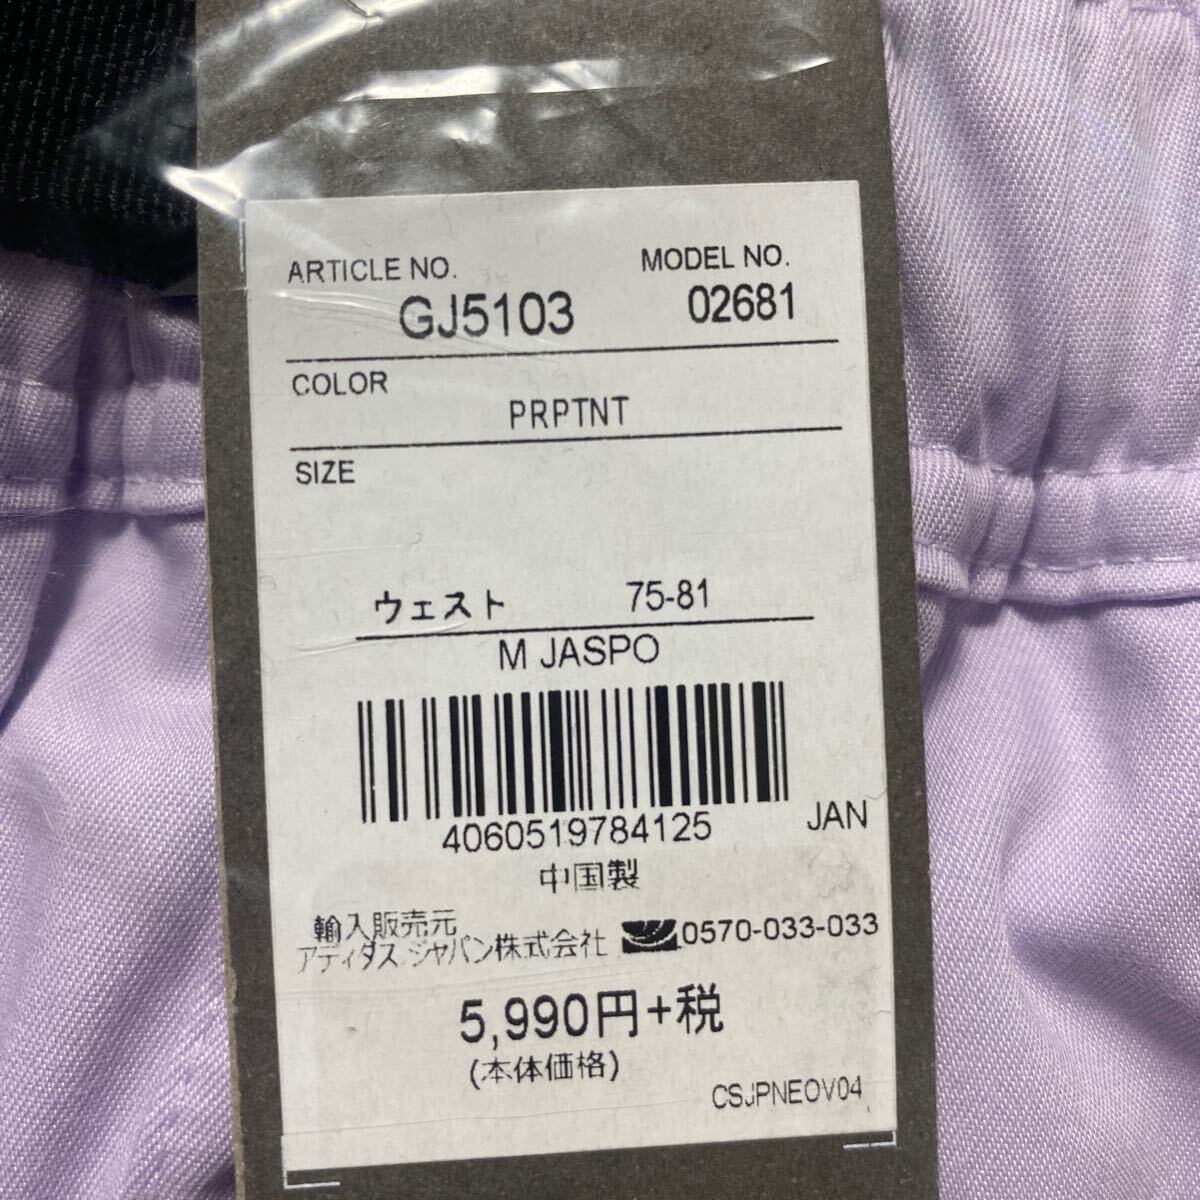 ARTICLE NO. MODEL NO.
GJ5103 02681
COLOR
PRPTNT
SIZE
ウェスト 75-81
M JASPO
4060519784125 JAN
中国製
輸入販売元
アディダス ジャパン株式会社 0570-033-033
5,990円+税
(本体価格)
CSJPNEOV04